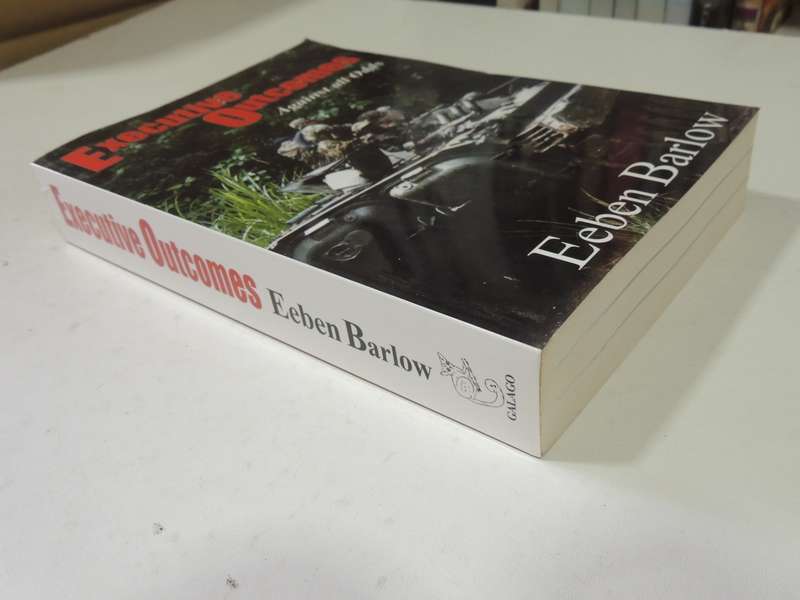 Executive
Outcomes
Against all Odds
Eeben Barlow
Executive Outcomes Eeben Barlow
GALAGO